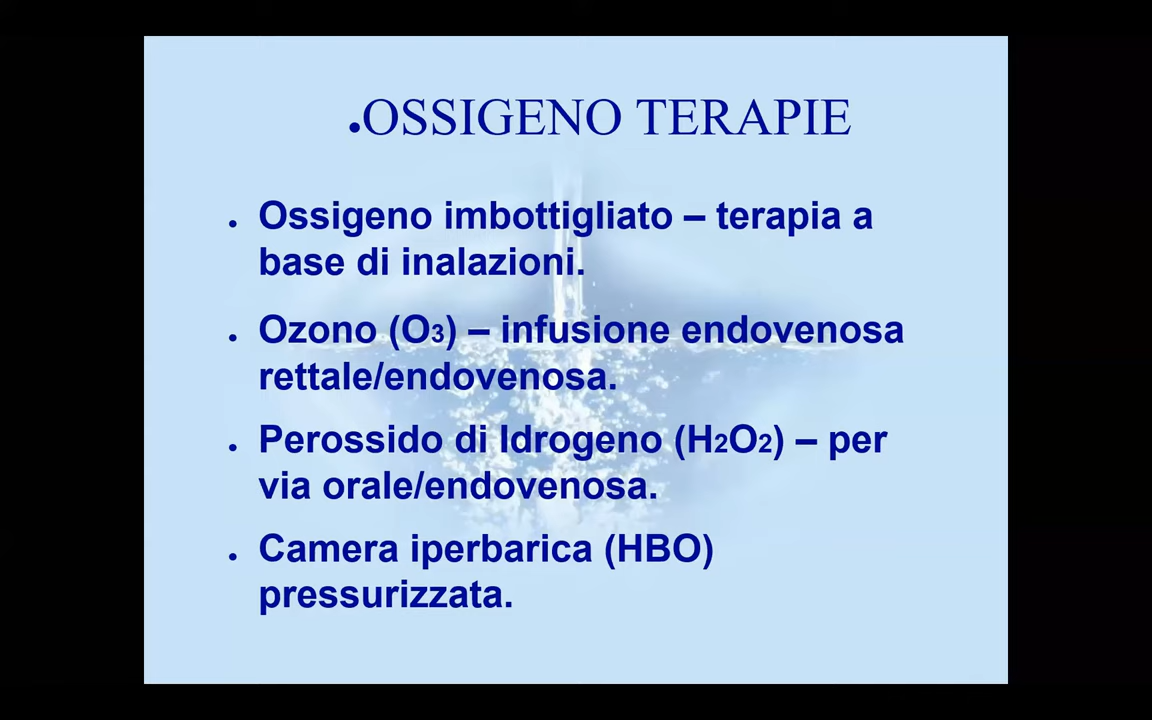 •OSSIGENO TERAPIE
• Ossigeno imbottigliato – terapia a
base di inalazioni.
• Ozono (O3) – infusione endovenosa
rettale/endovenosa.
• Perossido di Idrogeno (H2O2) – per
via orale/endovenosa.
• Camera iperbarica (HBO)
pressurizzata.